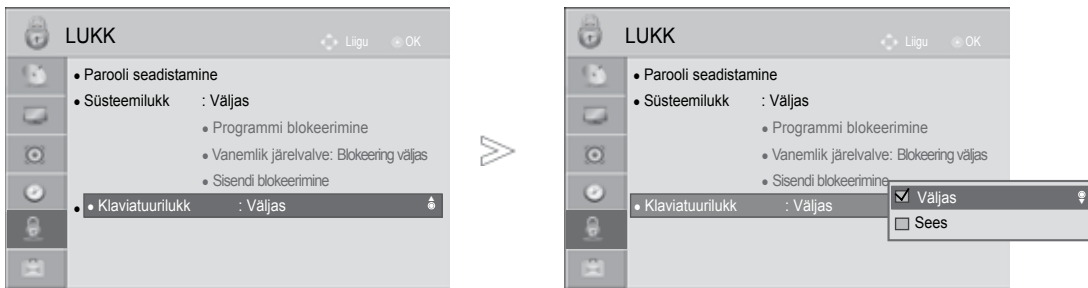 LUKK
Liigu OK
• Parooli seadistamine
• Süsteemilukk : Väljas
• Programmi blokeerimine
• Vanemlik järelvalve: Blokeering väljas
• Sisendi blokeerimine
• • Klaviatuurilukk : Väljas
LUKK
Liigu OK
• Parooli seadistamine
• Süsteemilukk : Väljas
• Programmi blokeerimine
• Vanemlik järelvalve: Blokeering väljas
• Sisendi blokeerimine
• Klaviatuurilukk : Väljas
Väljas
Sees